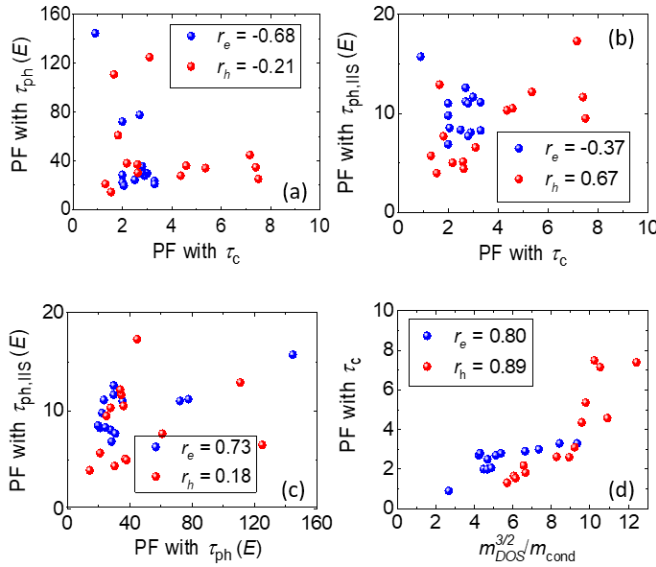 160
120
80
40
0
0 2 4 6 8 10
PF with τph (E)
PF with τc
re = -0.68
rh = -0.21
(a)
20
10
0
0 2 4 6 8 10
PF with τph,IIS (E)
PF with τc
(b)
re = -0.37
rh = 0.67
20
10
0
0 40 80 120 160
PF with τph,IIS (E)
PF with τph (E)
re = 0.73
rh = 0.18
(c)
10
8
6
4
2
0
0 2 4 6 8 10 12
PF with τc
m3/2DOS/mcond
re = 0.80
rh = 0.89
(d)